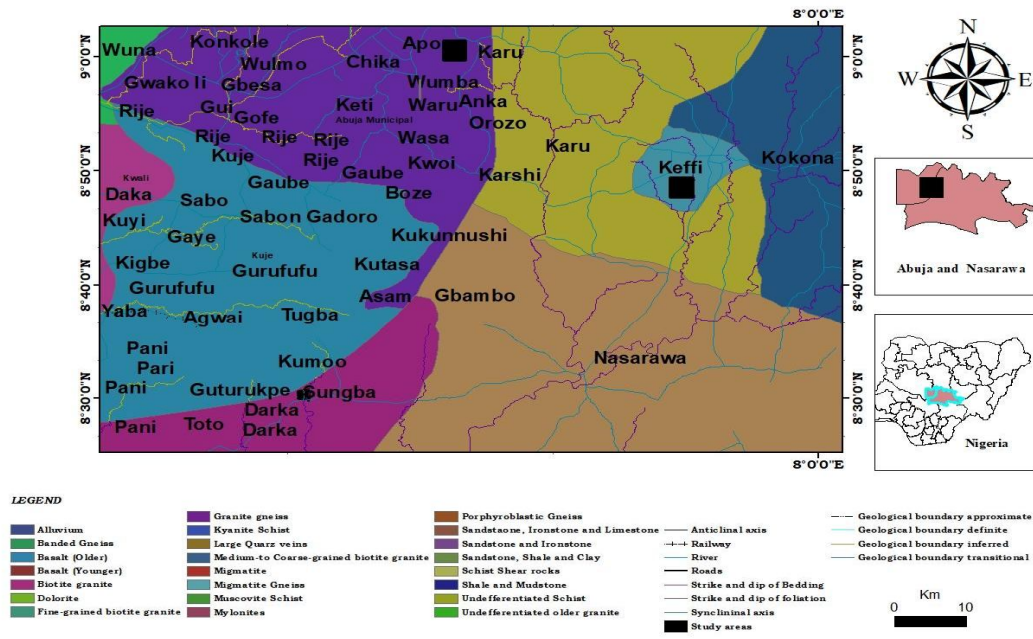 8°0'0"E
N
W E
S
9°0'0"N
8°50'0"N
8°40'0"N
8°30'0"N
9°0'0"N
8°50'0"N
8°40'0"N
8°30'0"N
8°0'0"E
Wuna
Konkole
Apo
Karu
Wulmo
Chika
Gwako li
Gbesa
Wumba
Rije
Gui
Keti
Waru
Anka
Gofe
Abuja Municipal
Orozo
Rije
Rije
Rije
Wasa
Karu
Kuje
Rije
Kwoi
Keffi
Kokona
Kwali
Gaube
Gaube
Karshi
Daka
Sabo
Boze
Kuyi
Sabon Gadoro
Gaye
Kukunnushi
Kuje
Kigbe
Gurufufu
Kutasa
Gurufufu
Asam
Gbambo
Yaba
Agwai
Tugba
Pani
Pari
Kumoo
Nasarawa
Pani
Guturukpe
Sungba
Darka
Pani
Toto
Darka
Abuja and Nasarawa
Nigeria
LEGEND
Alluvium
Banded Gneiss
Basalt (Older)
Basalt (Younger)
Biotite granite
Dolorite
Fine-grained biotite granite
Granite gneiss
Kyanite Schist
Large Quarz veins
Medium-to Coarse-grained biotite granite
Migmatite
Migmatite Gneiss
Muscovite Schist
Mylonites
Porphyroblastic Gneiss
Sandstaone, Ironstone and Limestone
Sandstone and Ironstone
Sandstone, Shale and Clay
Schist Shear rocks
Shale and Mudstone
Undefferentiated Schist
Undefferentiated older granite
Anticlinal axis
Railway
River
Roads
Strike and dip of Bedding
Strike and dip of foliation
Synclininal axis
Study areas
Geological boundary approximate
Geological boundary definite
Geological boundary inferred
Geological boundary transitional
Km
0 10